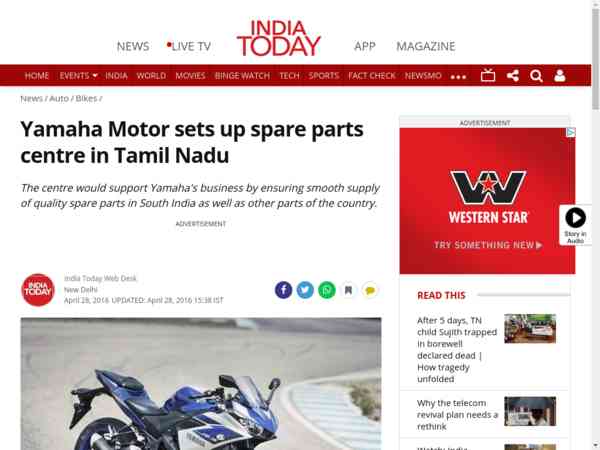 INDIA
TODAY
NEWS
LIVE TV
APP
MAGAZINE
HOME EVENTS INDIA WORLD MOVIES BINGE WATCH TECH SPORTS FACT CHECK NEWSMO
News / Auto / Bikes /
Yamaha Motor sets up spare parts
centre in Tamil Nadu
The centre would support Yamaha's business by ensuring smooth supply
of quality spare parts in South India as well as other parts of the country.
ADVERTISEMENT
INDIA
TODAY
India Today Web Desk
New Delhi
April 28, 2016 UPDATED: April 28, 2016 15:38 IST
YAMAHA
ADVERTISEMENT
WESTERN STAR
TRY SOMETHING NEW
Story in
Audio
READ THIS
After 5 days, TN
child Sujith trapped
in borewell
declared dead |
How tragedy
unfolded
Why the telecom
revival plan needs a
rethink